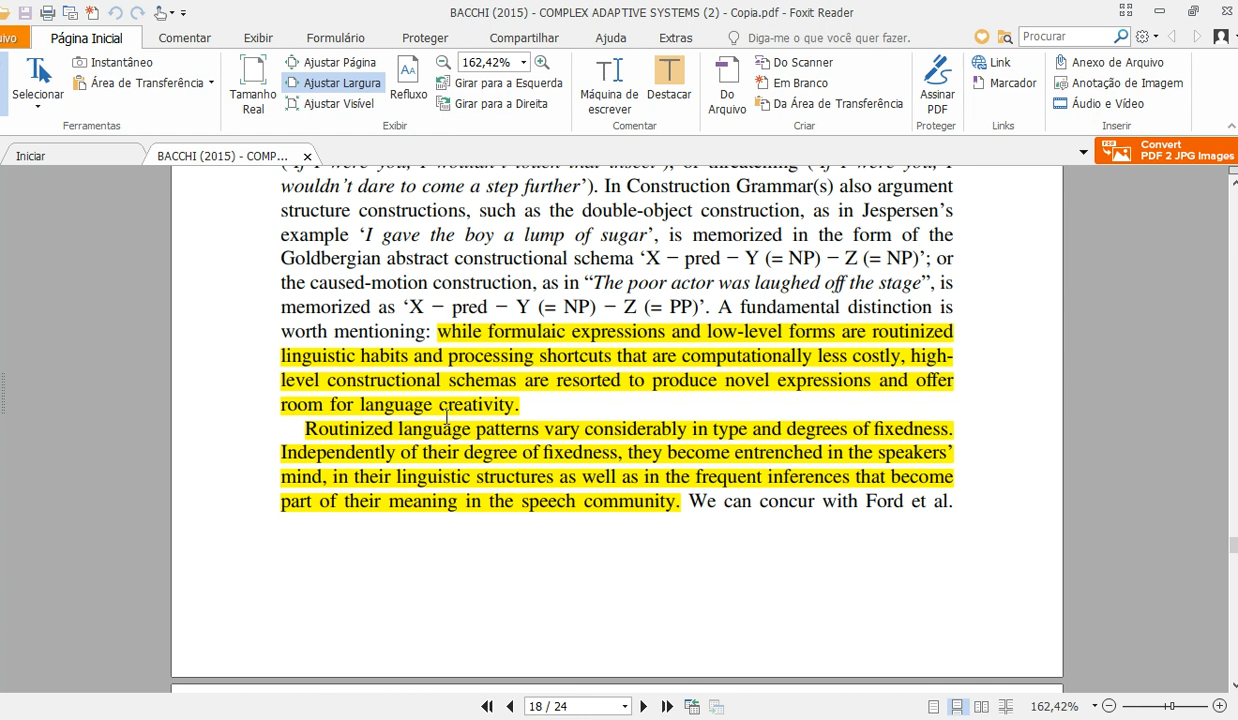 BACCHI (2015) - COMPLEX ADAPTIVE SYSTEMS (2) - Copia.pdf - Foxit Reader
Página Inicial Comentar Exibir Formulário Proteger Compartilhar Ajuda Extras Diga-me o que você quer fazer. Procurar
Selecionar
Instantâneo
Área de Transferência
Ferramentas
Tamanho
Real
Ajustar Página
Ajustar Largura
Ajustar Visível
Refluxo
162,42%
Girar para a Esquerda
Girar para a Direita
Exibir
Máquina de
escrever
Destacar
Comentar
Do
Arquivo
Do Scanner
Em Branco
Da Área de Transferência
Criar
Assinar
PDF
Proteger
Link
Marcador
Links
Anexo de Arquivo
Anotação de Imagem
Áudio e Vídeo
Inserir
Iniciar
BACCHI (2015) - COMP...
Convert
PDF 2 JPG Images
wouldn't dare to come a step further'). In Construction Grammar(s) also argument
structure constructions, such as the double-object construction, as in Jespersen's
example 'I gave the boy a lump of sugar', is memorized in the form of the
Goldbergian abstract constructional schema 'X − pred − Y (= NP) − Z (= NP)'; or
the caused-motion construction, as in "The poor actor was laughed off the stage", is
memorized as 'X − pred − Y (= NP) − Z (= PP)'. A fundamental distinction is
worth mentioning: while formulaic expressions and low-level forms are routinized
linguistic habits and processing shortcuts that are computationally less costly, high-
level constructional schemas are resorted to produce novel expressions and offer
room for language creativity.
Routinized language patterns vary considerably in type and degrees of fixedness.
Independently of their degree of fixedness, they become entrenched in the speakers'
mind, in their linguistic structures as well as in the frequent inferences that become
part of their meaning in the speech community. We can concur with Ford et al.
18 / 24
162,42%